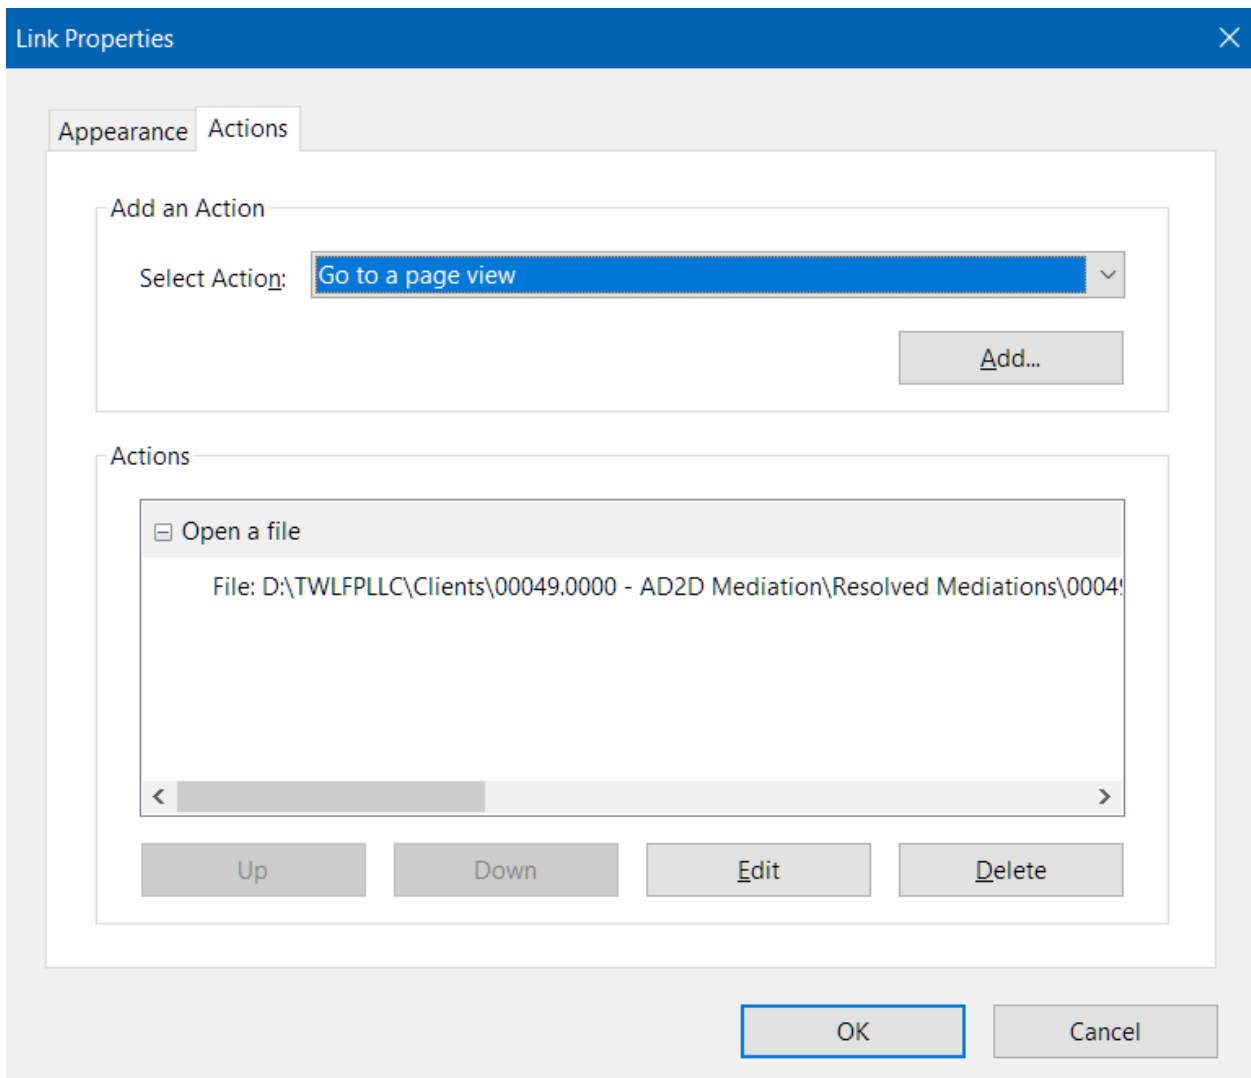 Link Properties
Appearance
Actions
Add an Action
Select Action:
Go to a page view
Add...
Actions
Open a file
File: D:\TWLFPLLC\Clients\00049.0000 - AD2D Mediation\Resolved Mediations\0004
Up
Down
Edit
Delete
OK
Cancel